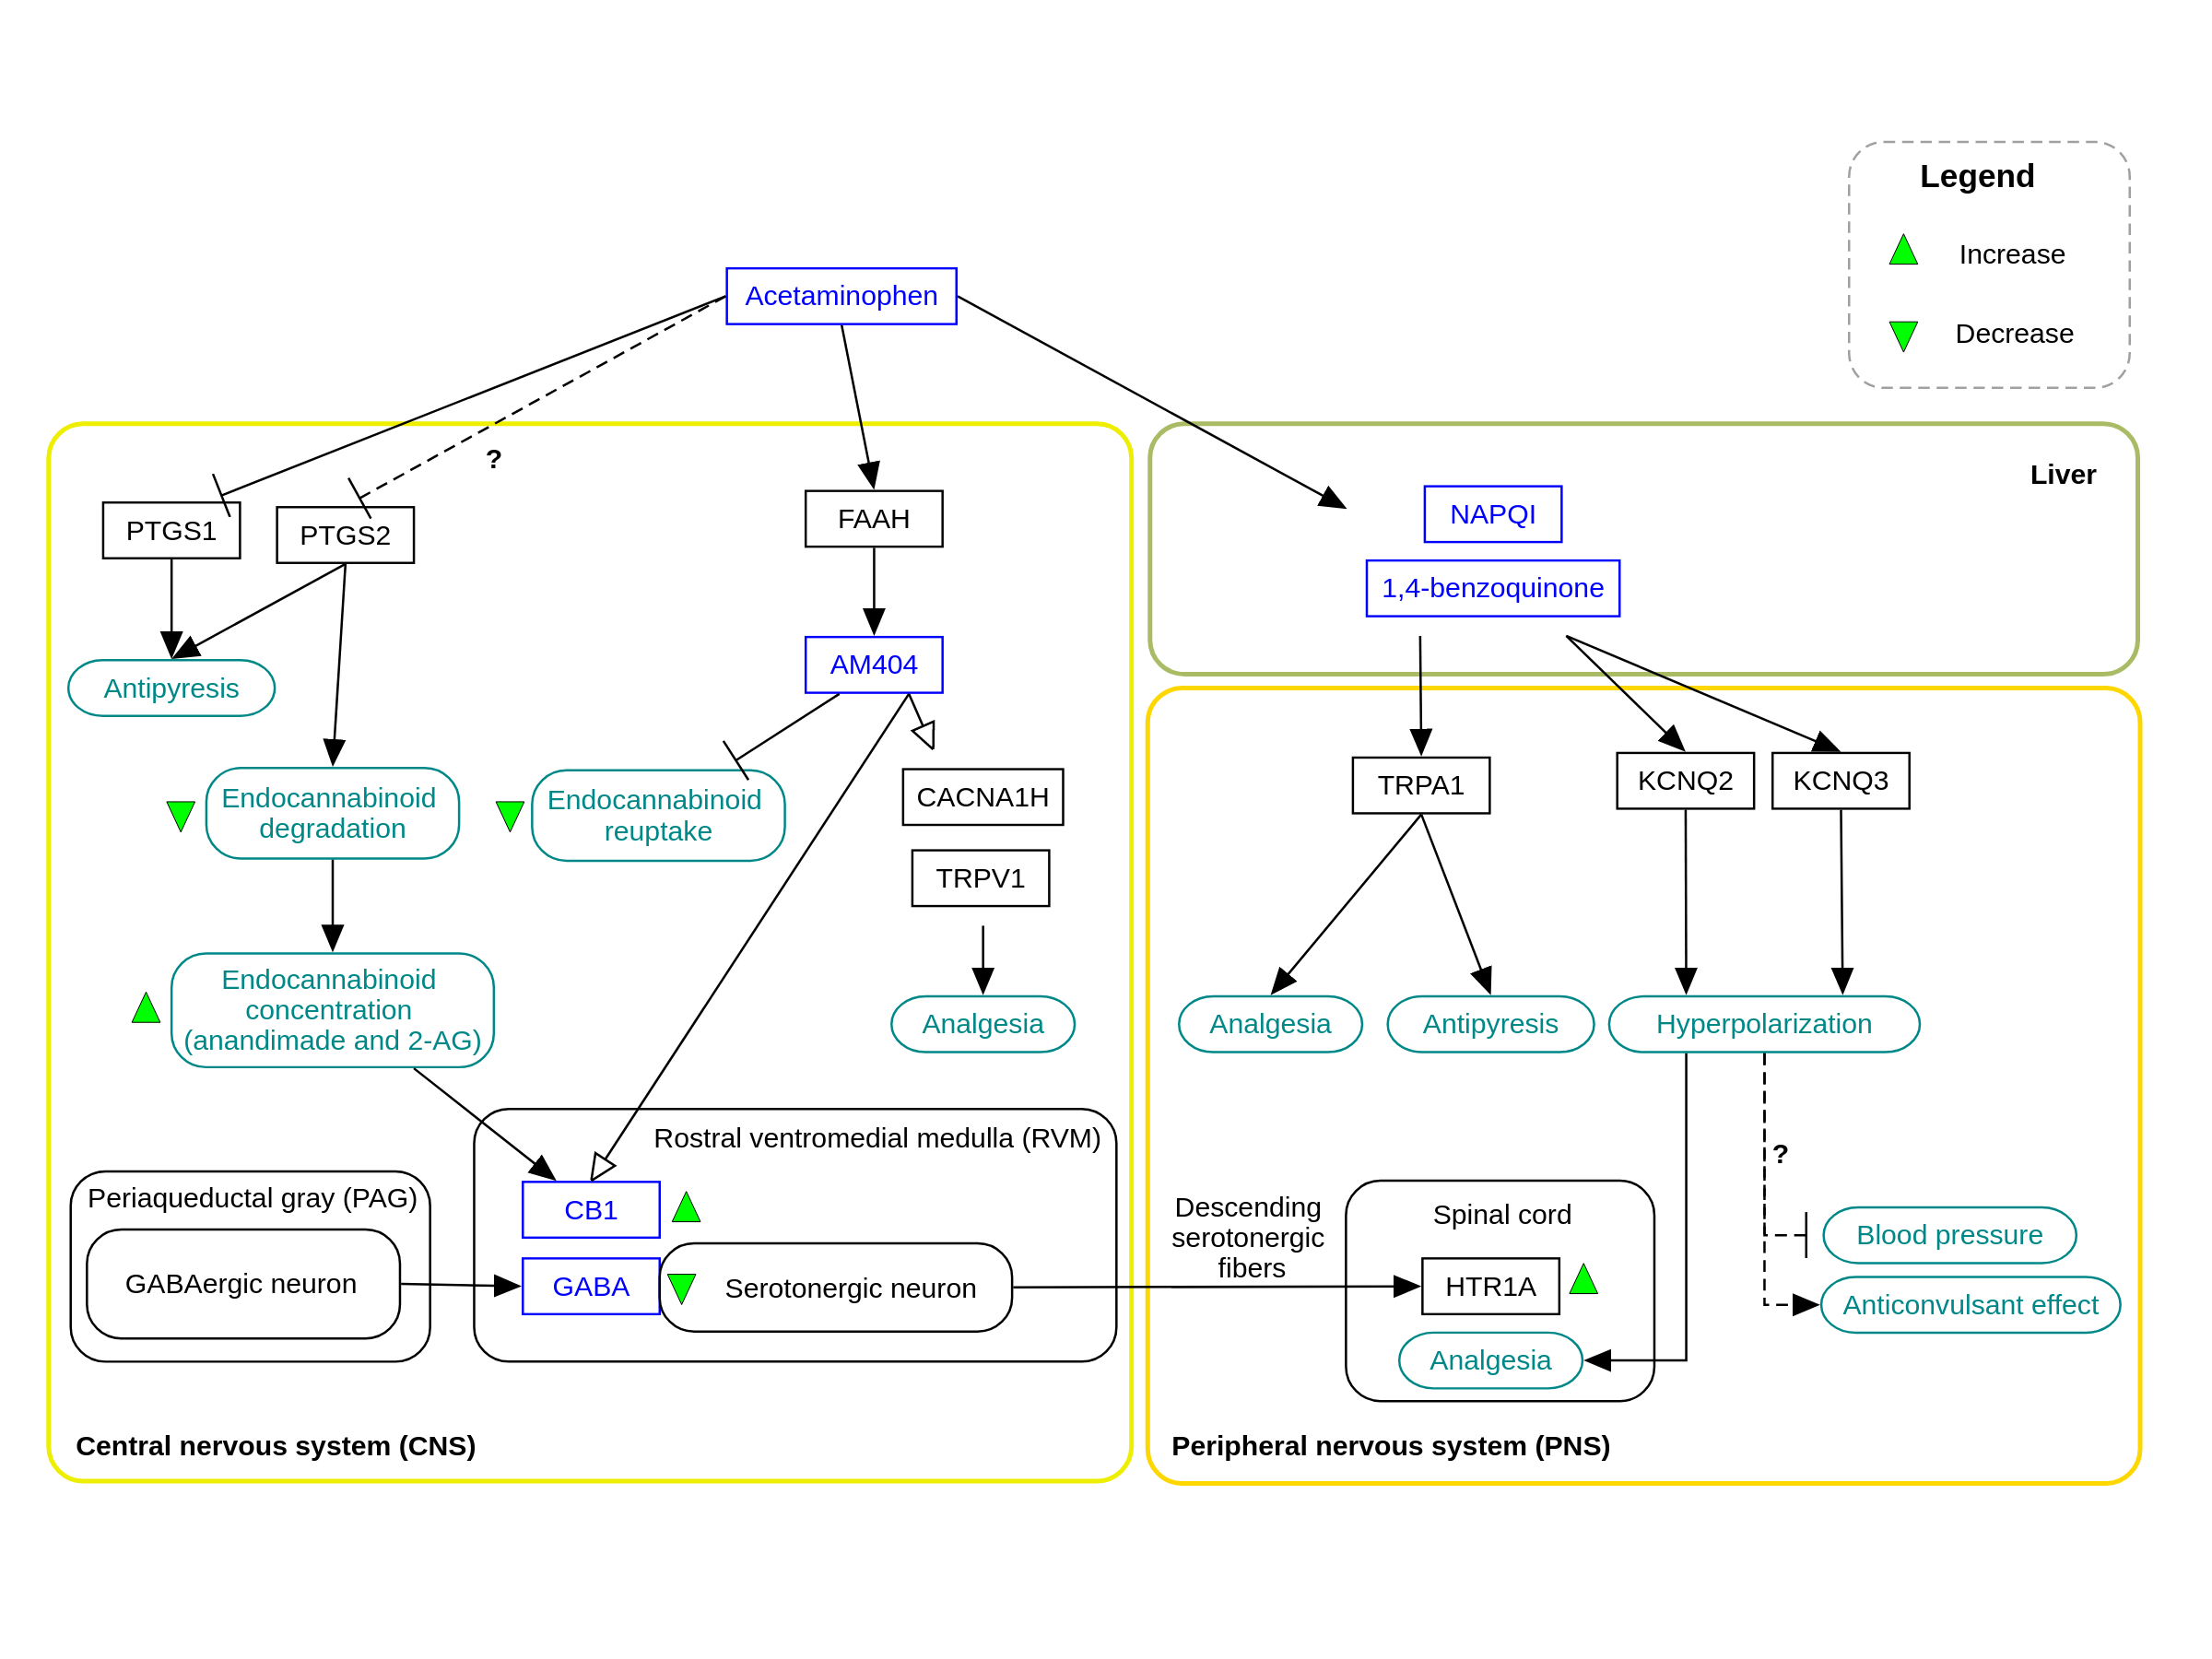 Legend
Increase
Decrease
Acetaminophen
?
Liver
PTGS1
PTGS2
FAAH
NAPQI
1,4-benzoquinone
Antipyresis
AM404
Endocannabinoid
degradation
Endocannabinoid
reuptake
CACNA1H
TRPV1
TRPA1
KCNQ2
KCNQ3
Endocannabinoid
concentration
(anandimade and 2-AG)
Analgesia
Analgesia
Antipyresis
Hyperpolarization
Rostral ventromedial medulla (RVM)
?
Periaqueductal gray (PAG)
GABAergic neuron
CB1
GABA
Serotonergic neuron
Descending
serotonergic
fibers
Spinal cord
HTR1A
Analgesia
Blood pressure
Anticonvulsant effect
Central nervous system (CNS)
Peripheral nervous system (PNS)